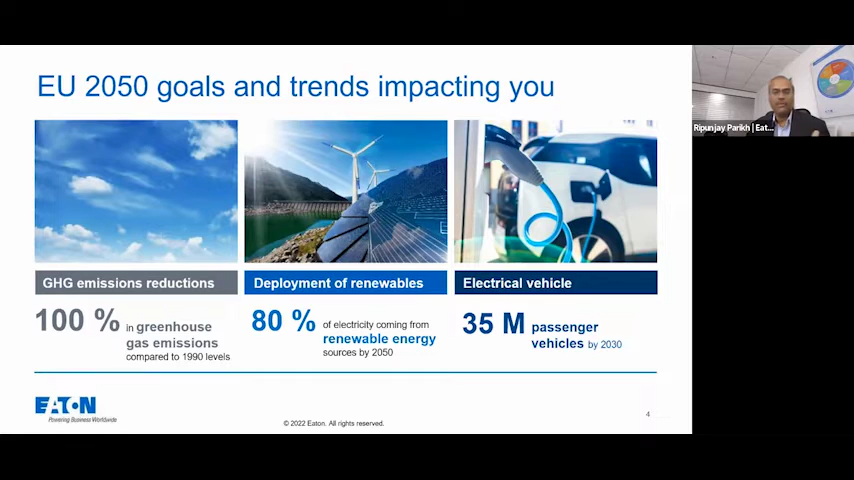 EU 2050 goals and trends impacting you
GHG emissions reductions
100 %
in greenhouse
gas emissions
compared to 1990 levels
Deployment of renewables
80 %
of electricity coming from
renewable energy
sources by 2050
Electrical vehicle
35 M
passenger
vehicles by 2030
EATON
Powering Business Worldwide
© 2022 Eaton. All rights reserved.
4
Ripunjay Parikh | Eat...